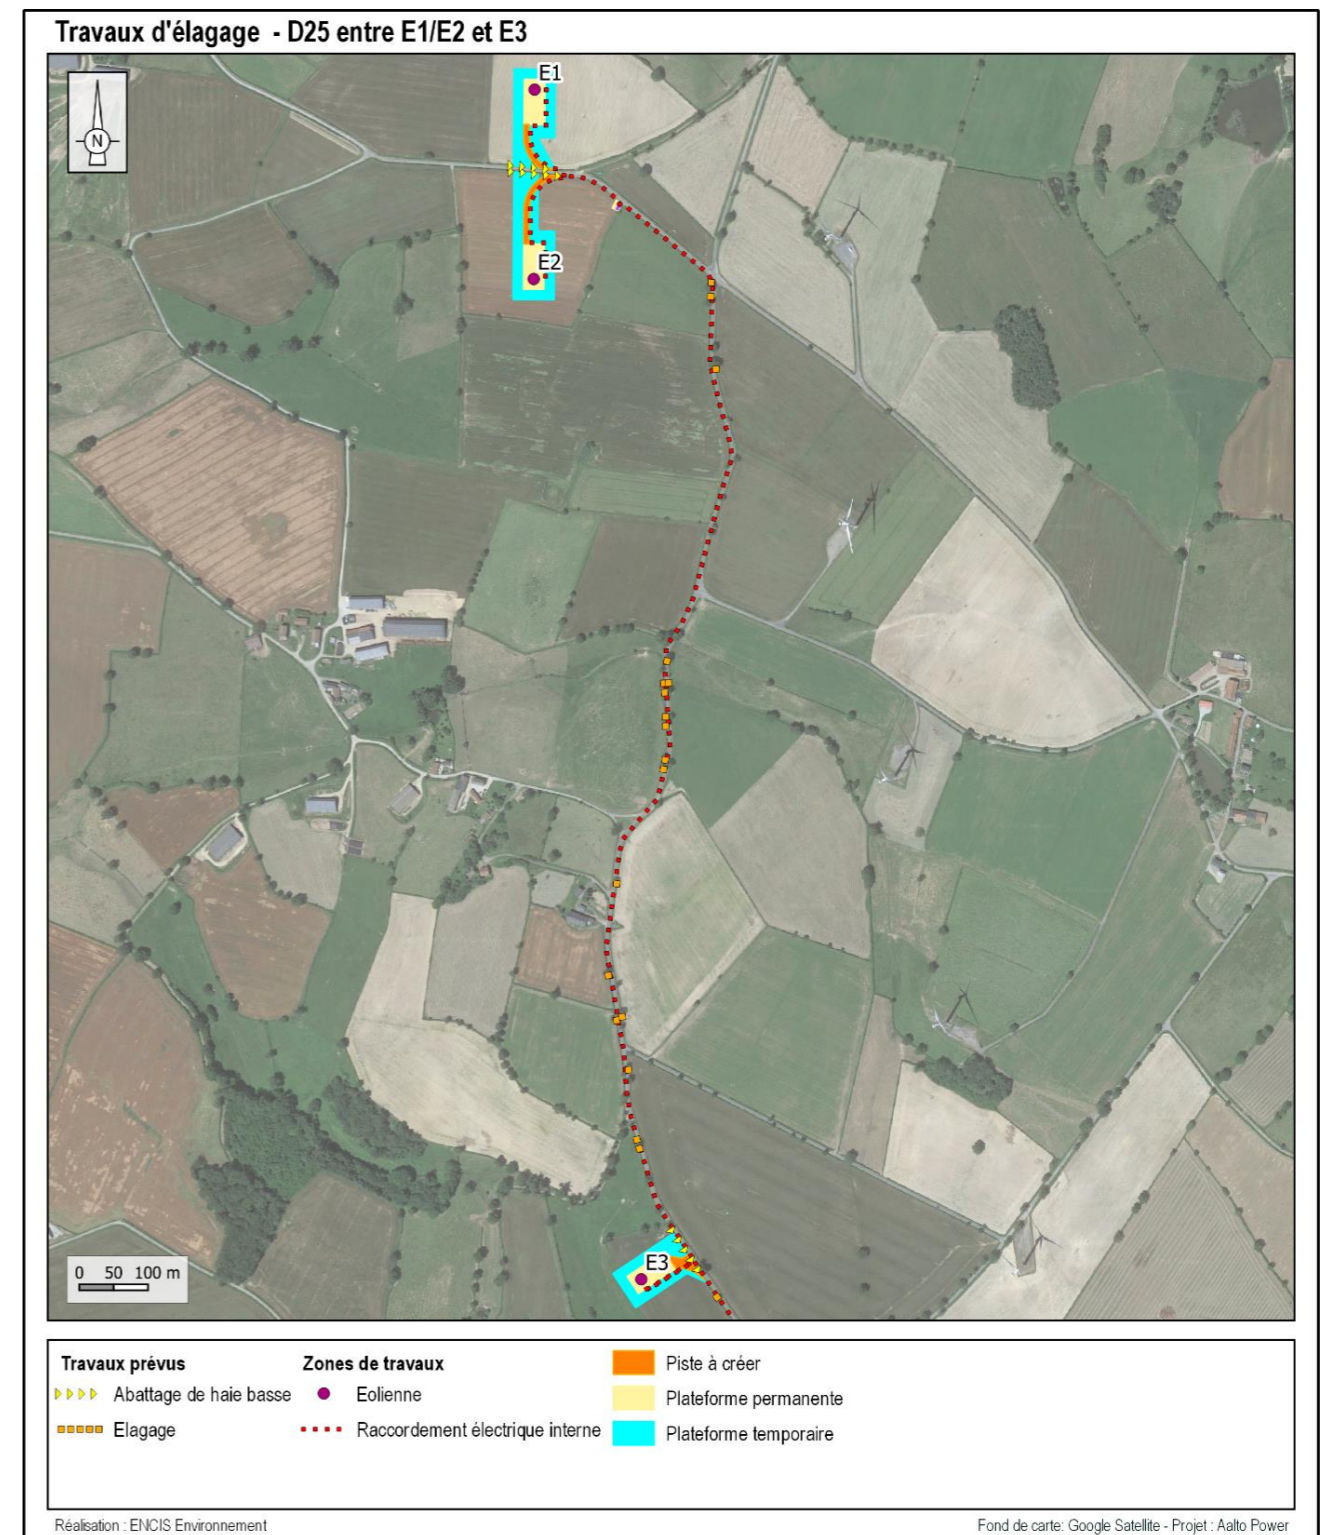 Travaux d'élagage - D25 entre E1/E2 et E3
N
E1
E2
E3
0 50 100 m
Travaux prévus
Abattage de haie basse
Elagage
Zones de travaux
Eolienne
Raccordement électrique interne
Piste à créer
Plateforme permanente
Plateforme temporaire
Réalisation : ENCIS Environnement
Fond de carte: Google Satellite - Projet : Aalto Power